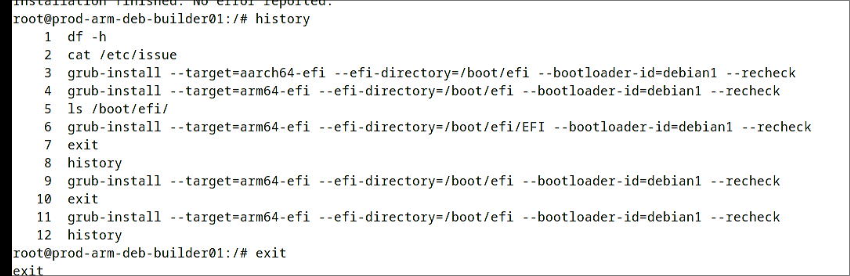 Installation finished. No error reported.
root@prod-arm-deb-builder01:/# history
1 df -h
2 cat /etc/issue
3 grub-install --target=aarch64-efi --efi-directory=/boot/efi --bootloader-id=debian1 --recheck
4 grub-install --target=arm64-efi --efi-directory=/boot/efi --bootloader-id=debian1 --recheck
5 ls /boot/efi/
6 grub-install --target=arm64-efi --efi-directory=/boot/efi/EFI --bootloader-id=debian1 --recheck
7 exit
8 history
9 grub-install --target=arm64-efi --efi-directory=/boot/efi --bootloader-id=debian1 --recheck
10 exit
11 grub-install --target=arm64-efi --efi-directory=/boot/efi --bootloader-id=debian1 --recheck
12 history
root@prod-arm-deb-builder01:/# exit
exit